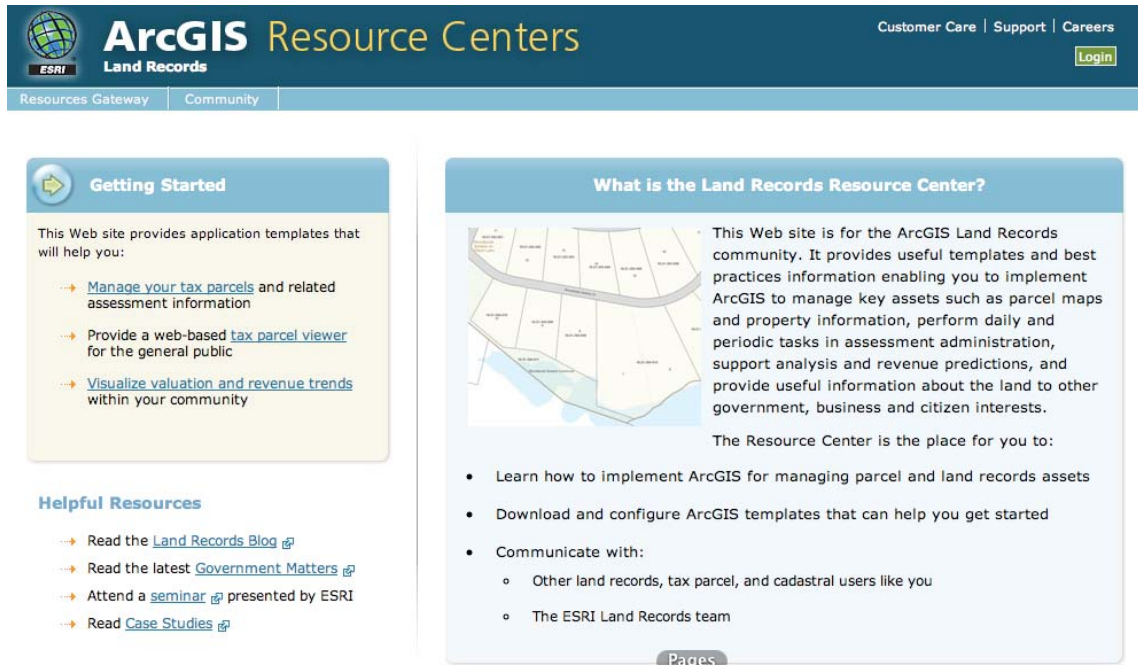 ArcGIS Resource Centers
Land Records
ESRI
Customer Care | Support | Careers
Login
Resources Gateway
Community
Getting Started
This Web site provides application templates that
will help you:
Manage your tax parcels and related
assessment information
Provide a web-based tax parcel viewer
for the general public
Visualize valuation and revenue trends
within your community
Helpful Resources
Read the Land Records Blog
Read the latest Government Matters
Attend a seminar presented by ESRI
Read Case Studies
What is the Land Records Resource Center?
This Web site is for the ArcGIS Land Records
community. It provides useful templates and best
practices information enabling you to implement
ArcGIS to manage key assets such as parcel maps
and property information, perform daily and
periodic tasks in assessment administration,
support analysis and revenue predictions, and
provide useful information about the land to other
government, business and citizen interests.
The Resource Center is the place for you to:
• Learn how to implement ArcGIS for managing parcel and land records assets
• Download and configure ArcGIS templates that can help you get started
• Communicate with:
◦ Other land records, tax parcel, and cadastral users like you
◦ The ESRI Land Records team
Pages